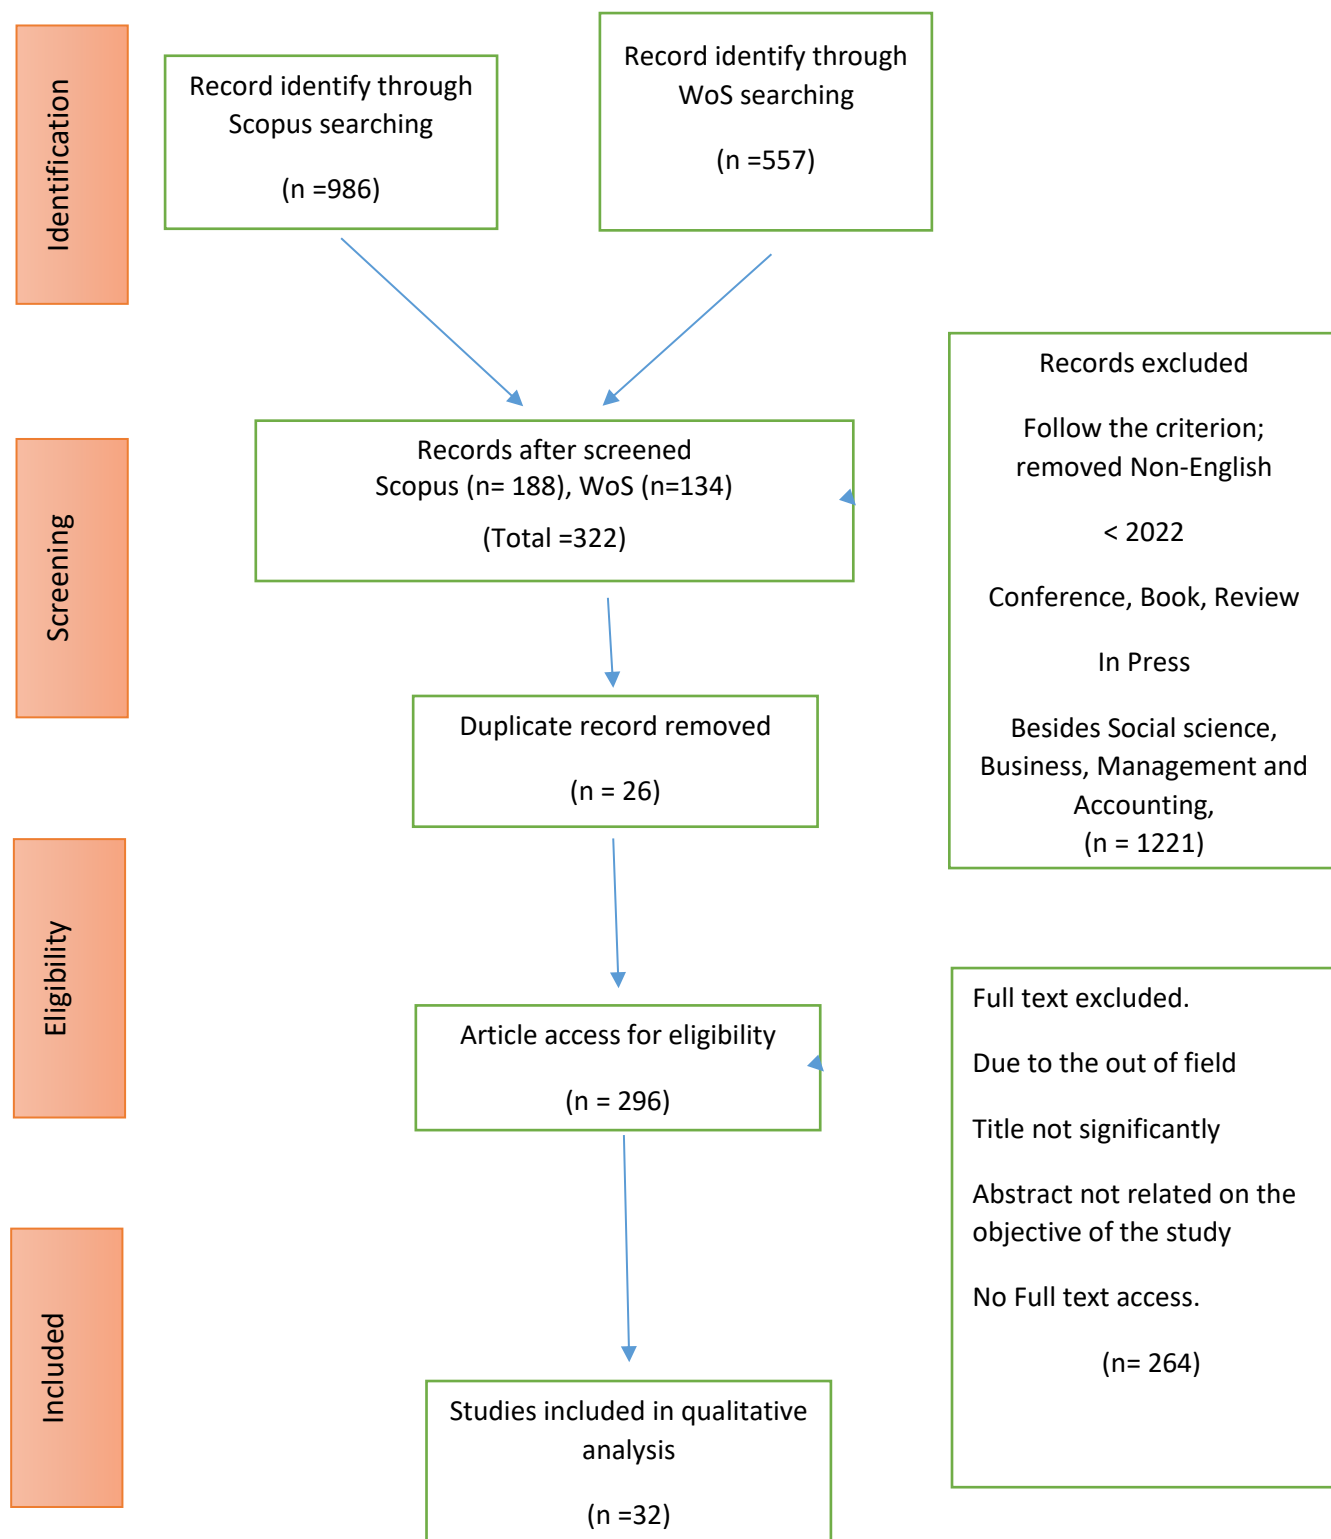 Identification
Record identify through
Scopus searching
(n =986)
Record identify through
WoS searching
(n =557)
Screening
Records after screened
Scopus (n= 188), WoS (n=134)
(Total =322)
Records excluded
Follow the criterion;
removed Non-English
< 2022
Conference, Book, Review
In Press
Besides Social science,
Business, Management and
Accounting,
(n = 1221)
Duplicate record removed
(n = 26)
Eligibility
Article access for eligibility
(n = 296)
Full text excluded.
Due to the out of field
Title not significantly
Abstract not related on the
objective of the study
No Full text access.
(n= 264)
Included
Studies included in qualitative
analysis
(n =32)